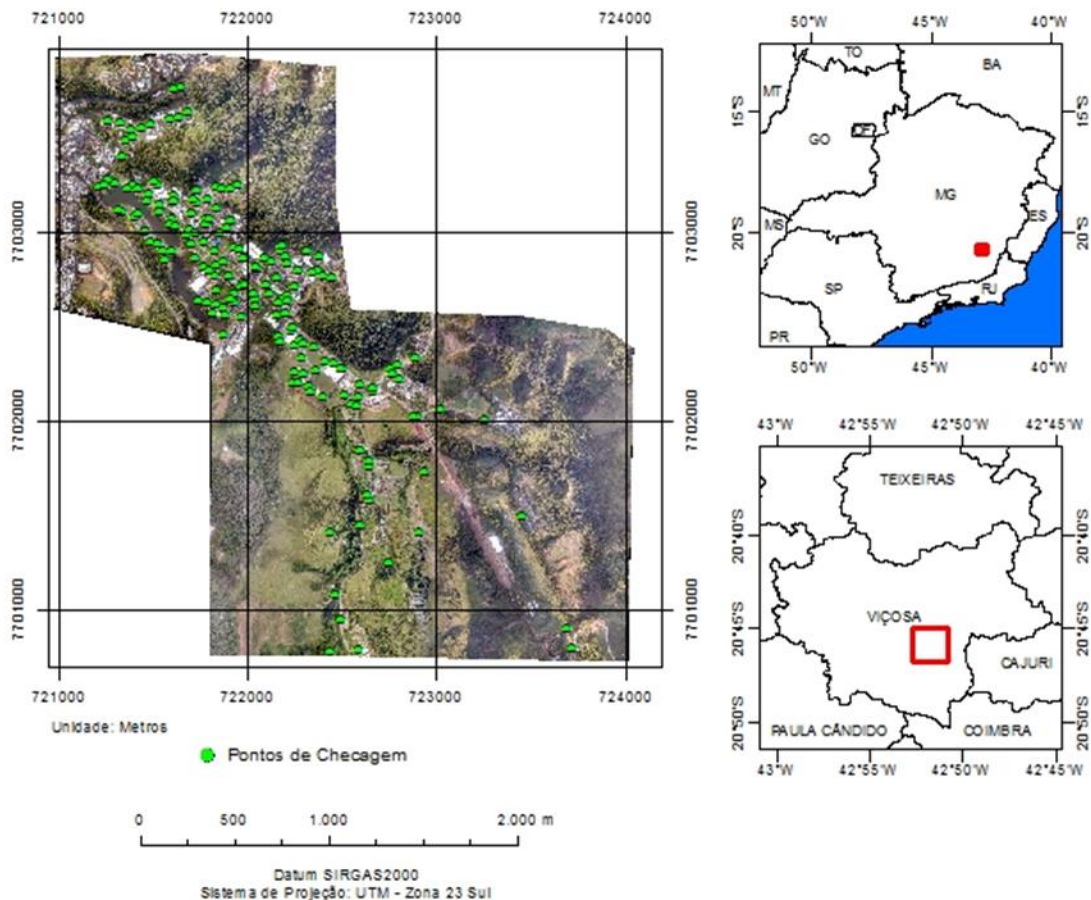 721000 722000 723000 724000
7703000
7702000
7701000
7703000
7702000
7701000
721000 722000 723000 724000
Unidade: Metros
Pontos de Checagem
0 500 1.000 2.000 m
Datum SIRGAS2000
Sistema de Projeção: UTM - Zona 23 Sul
50°W 45°W 40°W
TO
BA
MT
15°S
15°S
DF
GO
MG
MS
ES
20°S
20°S
SP
RJ
PR
50°W 45°W 40°W
43°W 42°55'W 42°50'W 42°45'W
TEIXEIRAS
20°40'S
20°40'S
VIÇOSA
20°45'S
20°45'S
CAJURI
20°50'S
20°50'S
PAULA CÂNDIDO COIMBRA
43°W 42°55'W 42°50'W 42°45'W